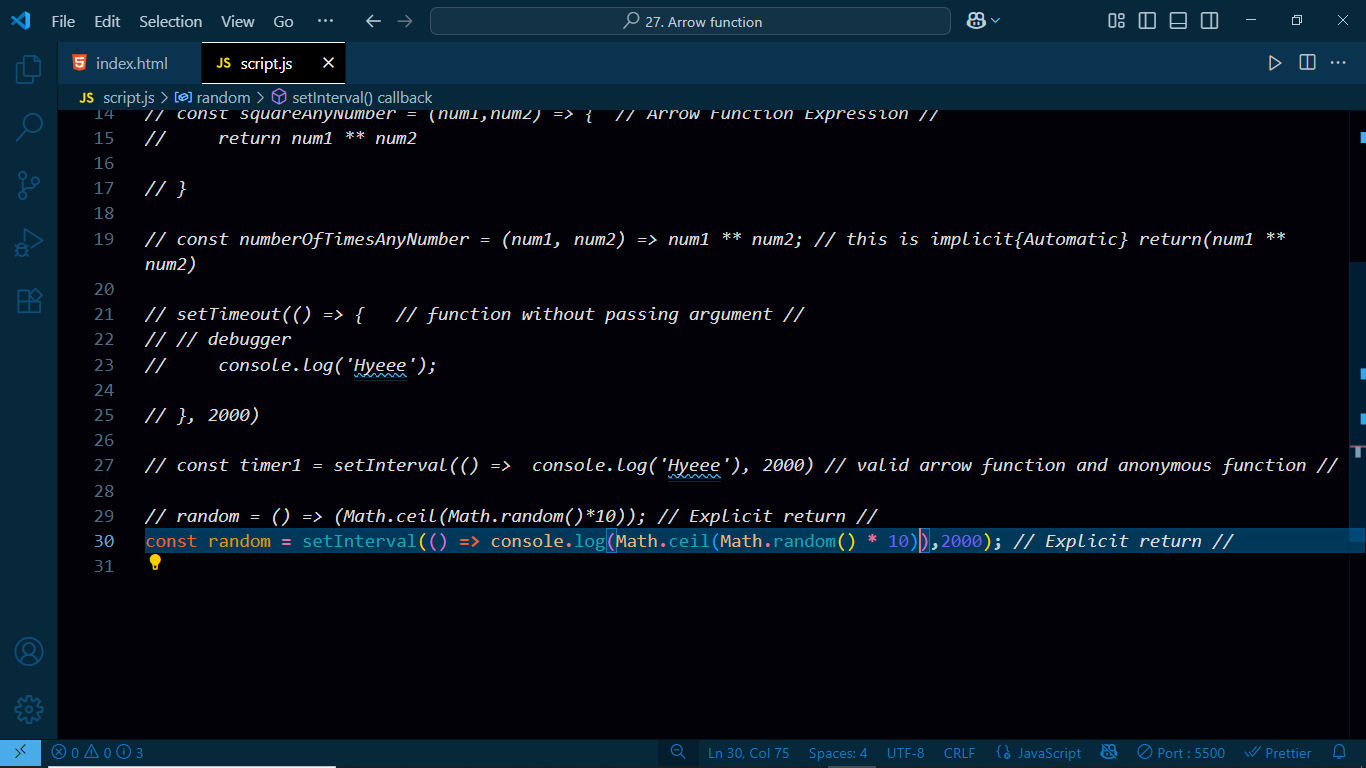 File Edit Selection View Go ··· 27. Arrow function
index.html JS script.js
JS script.js > random > setInterval() callback
14 // const squareAnyNumber = (num1,num2) => {  // Arrow Function Expression //
15 //     return num1 ** num2
16
17 // }
18
19 // const numberOfTimesAnyNumber = (num1, num2) => num1 ** num2; // this is implicit{Automatic} return(num1 **
num2)
20
21 // setTimeout(() => {   // function without passing argument //
22 // // debugger
23 //     console.log('Hyeee');
24
25 // }, 2000)
26
27 // const timer1 = setInterval(() =>  console.log('Hyeee'), 2000) // valid arrow function and anonymous function //
28
29 // random = () => (Math.ceil(Math.random()*10)); // Explicit return //
30 const random = setInterval(() => console.log(Math.ceil(Math.random() * 10)),2000); // Explicit return //
31
0 0 3 Ln 30, Col 75 Spaces: 4 UTF-8 CRLF {} JavaScript Port : 5500 Prettier